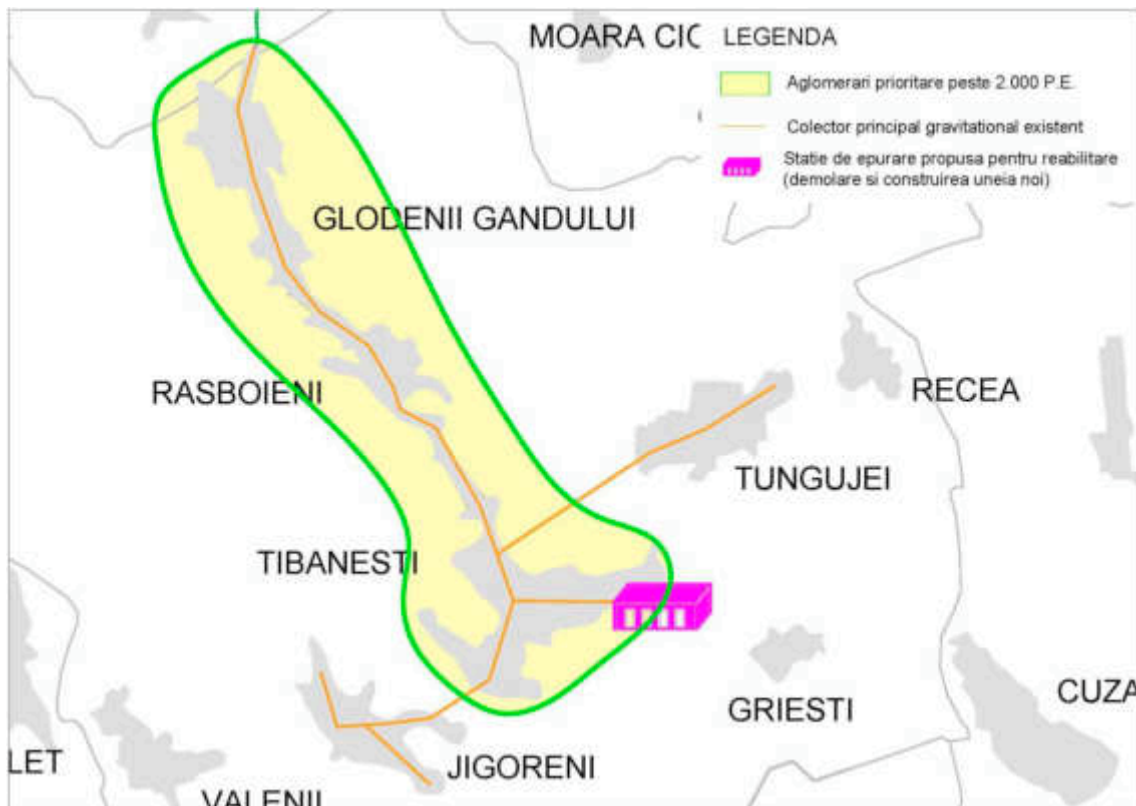 MOARA CIC
LEGENDA
Aglomerari prioritare peste 2.000 P.E.
Colector principal gravitational existent
Statie de epurare propusa pentru reabilitare
(demolare si construirea uneia noi)
GLODENII GANDULUI
RASBOIENI
RECEA
TUNGUJEI
TIBANESTI
CUZA
GRIESTI
LET
JIGORENI
VALENII